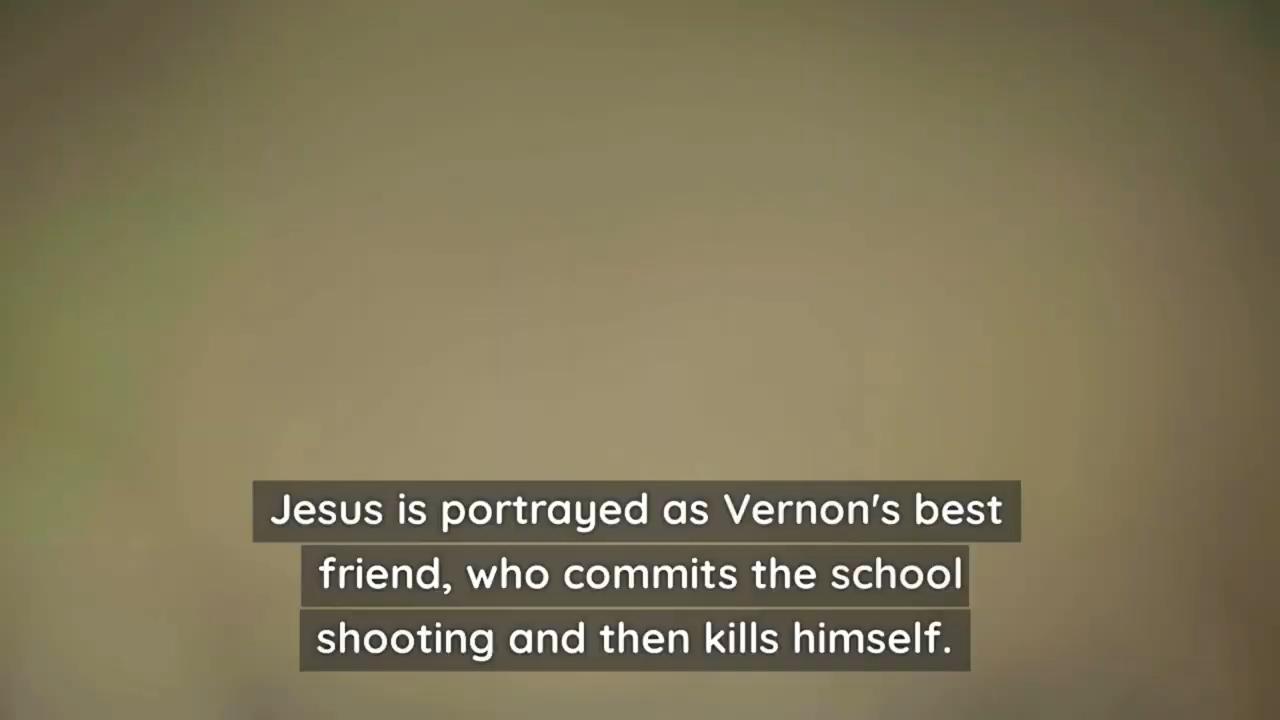 Jesus is portrayed as Vernon's best
friend, who commits the school
shooting and then kills himself.